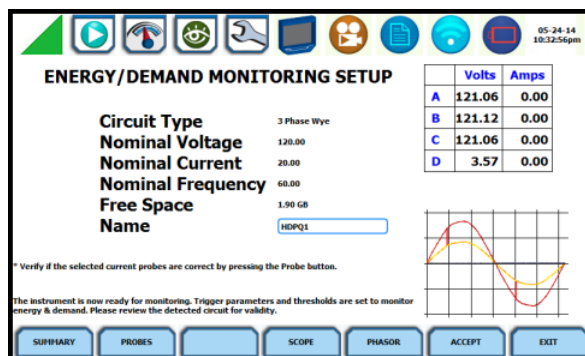 05-24-14
10:32:56pm
ENERGY/DEMAND MONITORING SETUP
Volts Amps
A 121.06 0.00
B 121.12 0.00
C 121.06 0.00
D 3.57 0.00
Circuit Type 3 Phase Wye
Nominal Voltage 120.00
Nominal Current 20.00
Nominal Frequency 60.00
Free Space 1.90 GB
Name HDPQ1
* Verify if the selected current probes are correct by pressing the Probe button.
The instrument is now ready for monitoring. Trigger parameters and thresholds are set to monitor
energy & demand. Please review the detected circuit for validity.
SUMMARY PROBES SCOPE PHASOR ACCEPT EXIT